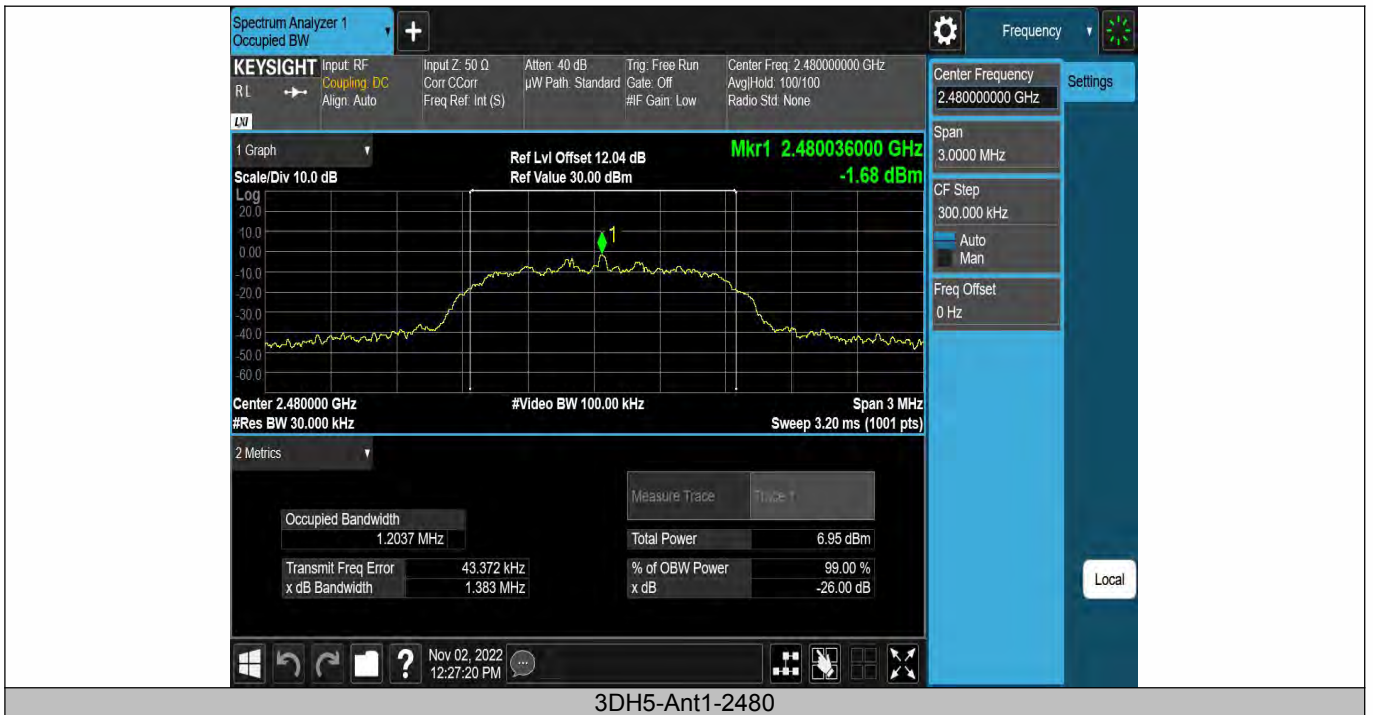 Spectrum Analyzer 1
Occupied BW
+
Frequency
KEYSIGHT
RL
LXI
Input: RF
Coupling: DC
Align: Auto
Input Z: 50 Ω
Corr CCorr
Freq Ref: Int (S)
Atten: 40 dB
µW Path: Standard
Trig: Free Run
Gate: Off
#IF Gain: Low
Center Freq: 2.480000000 GHz
Avg|Hold: 100/100
Radio Std: None
Center Frequency
2.480000000 GHz
Settings
Span
3.0000 MHz
CF Step
300.000 kHz
Auto
Man
Freq Offset
0 Hz
1 Graph
Scale/Div 10.0 dB
Ref Lvl Offset 12.04 dB
Ref Value 30.00 dBm
Mkr1 2.480036000 GHz
-1.68 dBm
Log
20.0
10.0
0.00
-10.0
-20.0
-30.0
-40.0
-50.0
-60.0
1
Center 2.480000 GHz
#Video BW 100.00 kHz
Span 3 MHz
#Res BW 30.000 kHz
Sweep 3.20 ms (1001 pts)
2 Metrics
Measure Trace
Trace 1
Occupied Bandwidth
1.2037 MHz
Total Power
6.95 dBm
Transmit Freq Error
43.372 kHz
% of OBW Power
99.00 %
x dB Bandwidth
1.383 MHz
x dB
-26.00 dB
Local
?
Nov 02, 2022
12:27:20 PM
3DH5-Ant1-2480